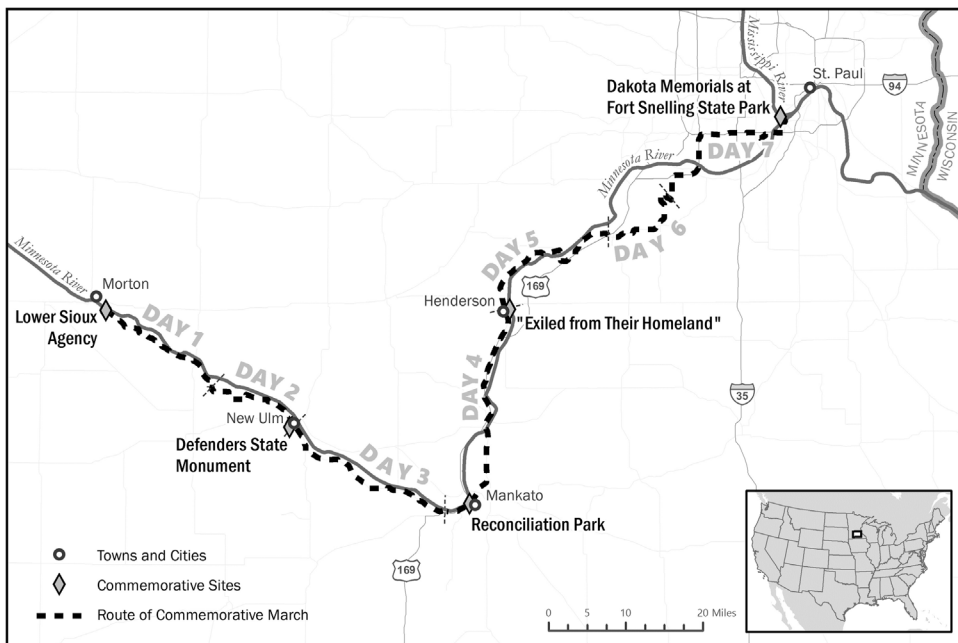 Mississippi River
St. Paul
94
Dakota Memorials at
Fort Snelling State Park
MINNESOTA
WISCONSIN
DAY 7
Minnesota River
DAY 6
DAY 5
169
Henderson
"Exiled from Their Homeland"
Minnesota River
Morton
Lower Sioux
Agency
DAY 1
DAY 2
DAY 4
35
New Ulm
Defenders State
Monument
DAY 3
Mankato
Reconciliation Park
169
Towns and Cities
Commemorative Sites
Route of Commemorative March
0 5 10 20 Miles